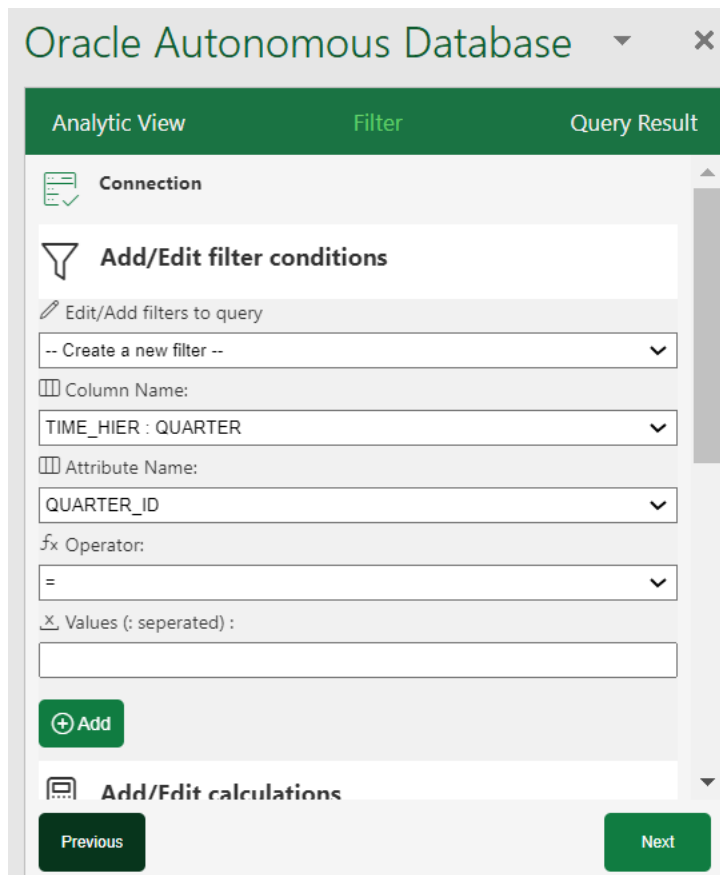 Oracle Autonomous Database
Analytic View Filter Query Result
Connection
Add/Edit filter conditions
Edit/Add filters to query
-- Create a new filter --
Column Name:
TIME_HIER : QUARTER
Attribute Name:
QUARTER_ID
fx Operator:
=
x Values (: seperated) :
Add
Add/Edit calculations
Previous Next